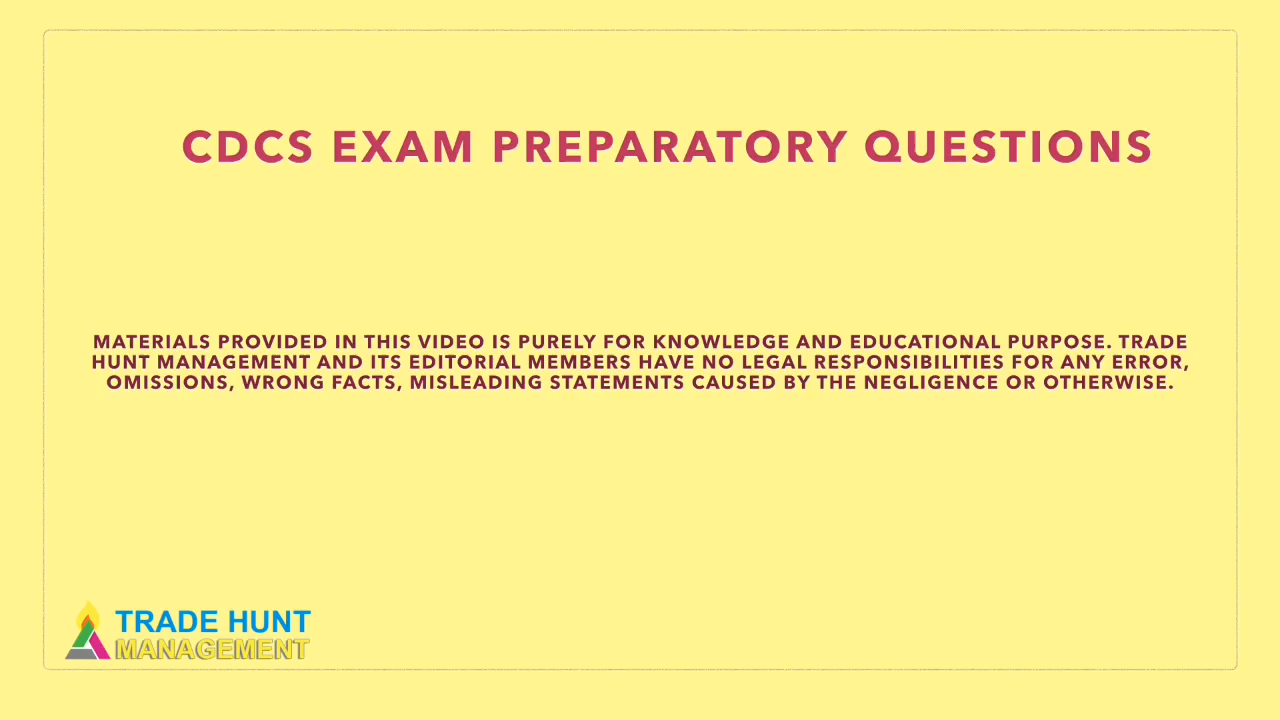 CDCS EXAM PREPARATORY QUESTIONS
MATERIALS PROVIDED IN THIS VIDEO IS PURELY FOR KNOWLEDGE AND EDUCATIONAL PURPOSE. TRADE
HUNT MANAGEMENT AND ITS EDITORIAL MEMBERS HAVE NO LEGAL RESPONSIBILITIES FOR ANY ERROR,
OMISSIONS, WRONG FACTS, MISLEADING STATEMENTS CAUSED BY THE NEGLIGENCE OR OTHERWISE.
TRADE HUNT
MANAGEMENT